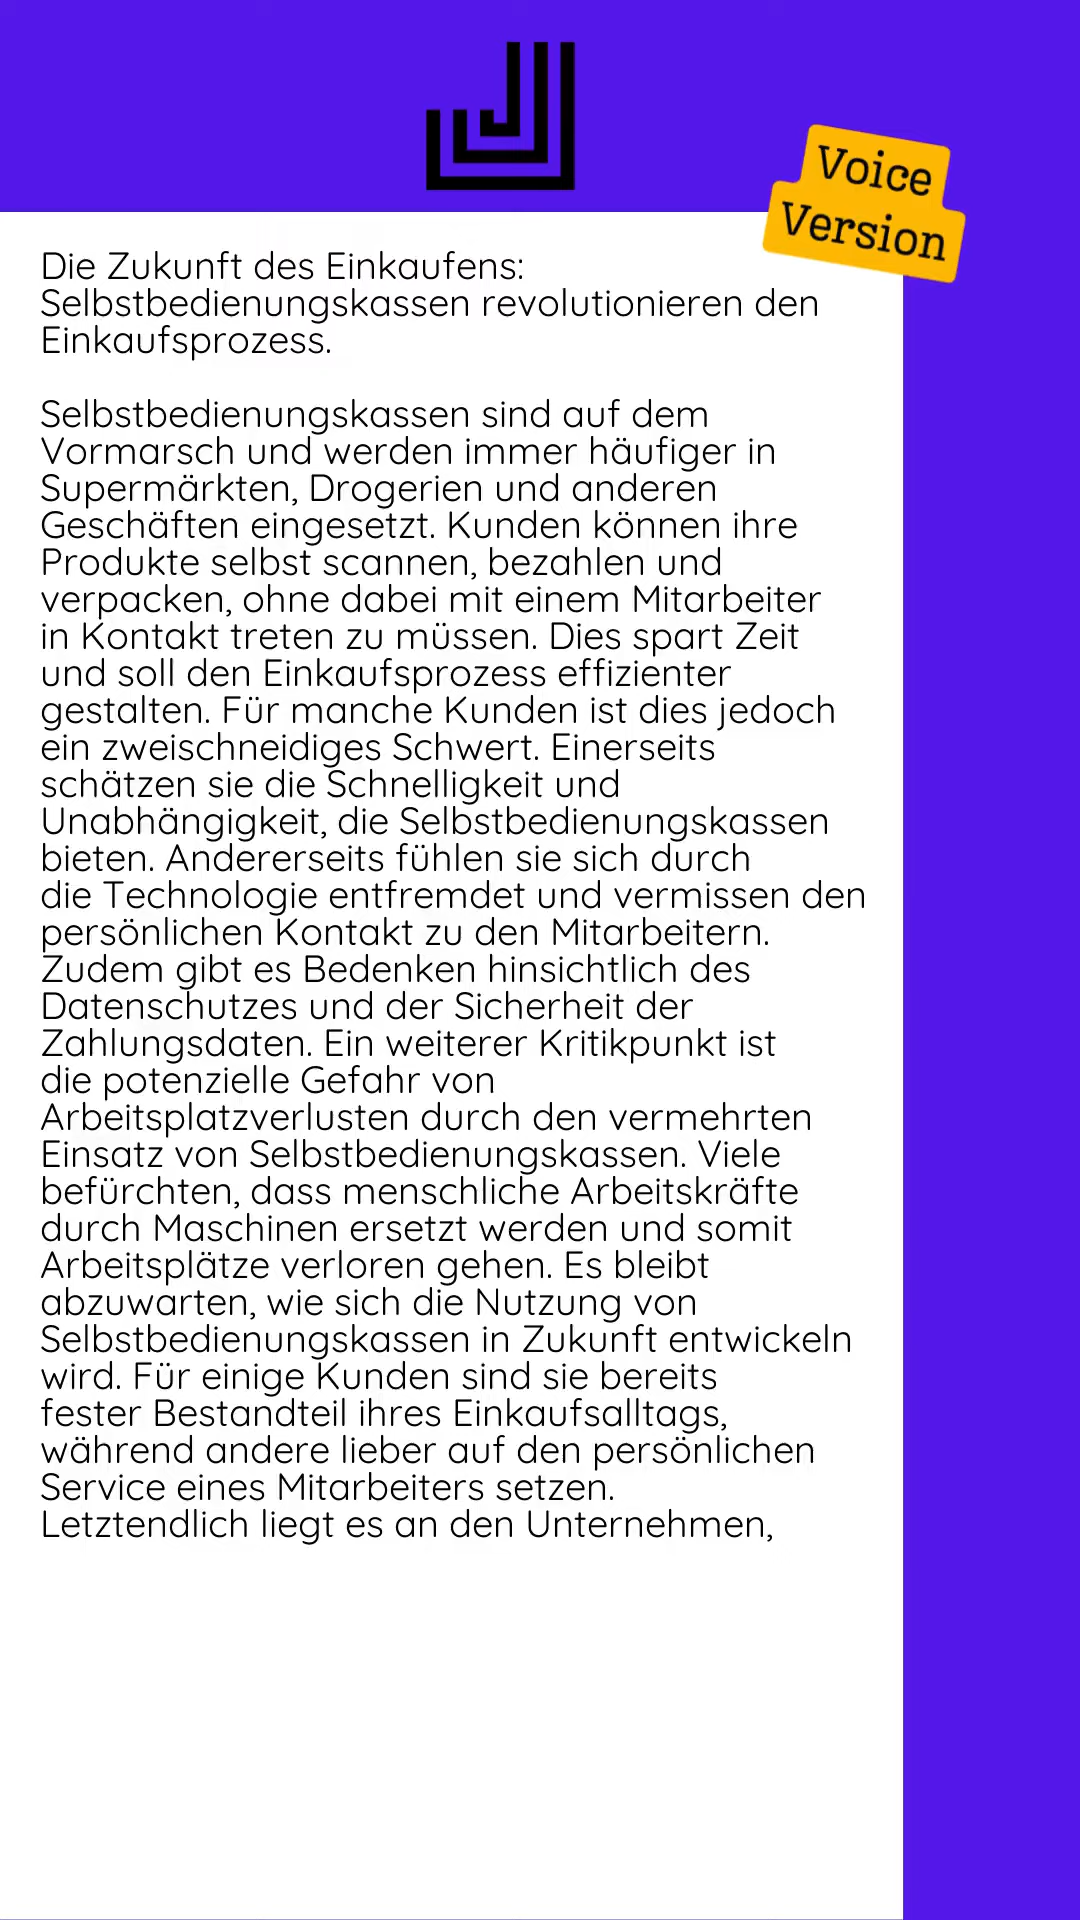 Voice
Version
Die Zukunft des Einkaufens:
Selbstbedienungskassen revolutionieren den
Einkaufsprozess.
Selbstbedienungskassen sind auf dem
Vormarsch und werden immer häufiger in
Supermärkten, Drogerien und anderen
Geschäften eingesetzt. Kunden können ihre
Produkte selbst scannen, bezahlen und
verpacken, ohne dabei mit einem Mitarbeiter
in Kontakt treten zu müssen. Dies spart Zeit
und soll den Einkaufsprozess effizienter
gestalten. Für manche Kunden ist dies jedoch
ein zweischneidiges Schwert. Einerseits
schätzen sie die Schnelligkeit und
Unabhängigkeit, die Selbstbedienungskassen
bieten. Andererseits fühlen sie sich durch
die Technologie entfremdet und vermissen den
persönlichen Kontakt zu den Mitarbeitern.
Zudem gibt es Bedenken hinsichtlich des
Datenschutzes und der Sicherheit der
Zahlungsdaten. Ein weiterer Kritikpunkt ist
die potenzielle Gefahr von
Arbeitsplatzverlusten durch den vermehrten
Einsatz von Selbstbedienungskassen. Viele
befürchten, dass menschliche Arbeitskräfte
durch Maschinen ersetzt werden und somit
Arbeitsplätze verloren gehen. Es bleibt
abzuwarten, wie sich die Nutzung von
Selbstbedienungskassen in Zukunft entwickeln
wird. Für einige Kunden sind sie bereits
fester Bestandteil ihres Einkaufsalltags,
während andere lieber auf den persönlichen
Service eines Mitarbeiters setzen.
Letztendlich liegt es an den Unternehmen,